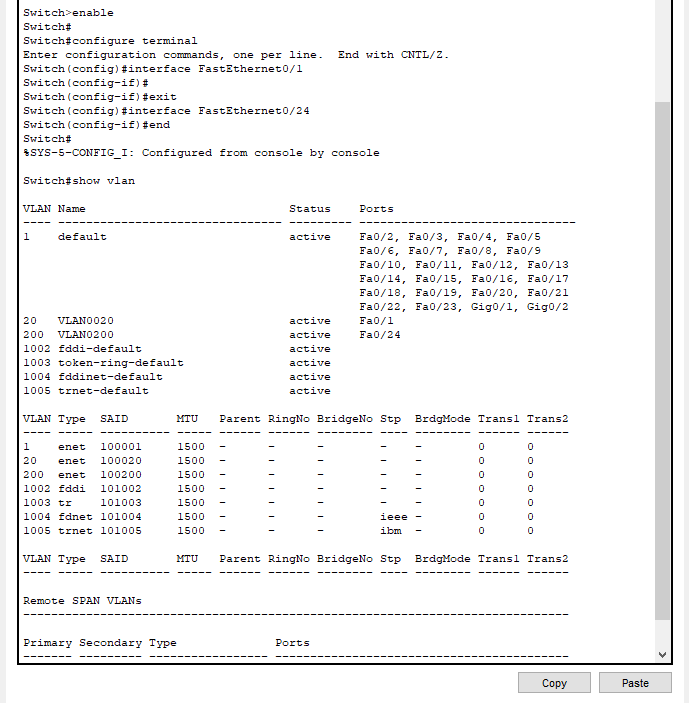 Switch>enable
Switch#
Switch#configure terminal
Enter configuration commands, one per line.  End with CNTL/Z.
Switch(config)#interface FastEthernet0/1
Switch(config-if)#
Switch(config-if)#exit
Switch(config)#interface FastEthernet0/24
Switch(config-if)#end
Switch#
%SYS-5-CONFIG_I: Configured from console by console
Switch#show vlan
VLAN Name                             Status    Ports
---- -------------------------------- --------- -------------------------------
1    default                          active    Fa0/2, Fa0/3, Fa0/4, Fa0/5
                                                Fa0/6, Fa0/7, Fa0/8, Fa0/9
                                                Fa0/10, Fa0/11, Fa0/12, Fa0/13
                                                Fa0/14, Fa0/15, Fa0/16, Fa0/17
                                                Fa0/18, Fa0/19, Fa0/20, Fa0/21
                                                Fa0/22, Fa0/23, Gig0/1, Gig0/2
20   VLAN0020                         active    Fa0/1
200  VLAN0200                         active    Fa0/24
1002 fddi-default                     active
1003 token-ring-default               active
1004 fddinet-default                  active
1005 trnet-default                    active
VLAN Type  SAID       MTU   Parent RingNo BridgeNo Stp  BrdgMode Trans1 Trans2
---- ----- ---------- ----- ------ ------ -------- ---- -------- ------ ------
1    enet  100001     1500  -      -      -        -    -        0      0
20   enet  100020     1500  -      -      -        -    -        0      0
200  enet  100200     1500  -      -      -        -    -        0      0
1002 fddi  101002     1500  -      -      -        -    -        0      0
1003 tr    101003     1500  -      -      -        -    -        0      0
1004 fdnet 101004     1500  -      -      -        ieee -        0      0
1005 trnet 101005     1500  -      -      -        ibm  -        0      0
VLAN Type  SAID       MTU   Parent RingNo BridgeNo Stp  BrdgMode Trans1 Trans2
---- ----- ---------- ----- ------ ------ -------- ---- -------- ------ ------
Remote SPAN VLANs
------------------------------------------------------------------------------
Primary Secondary Type              Ports
------- --------- ----------------- ------------------------------------------
Copy Paste